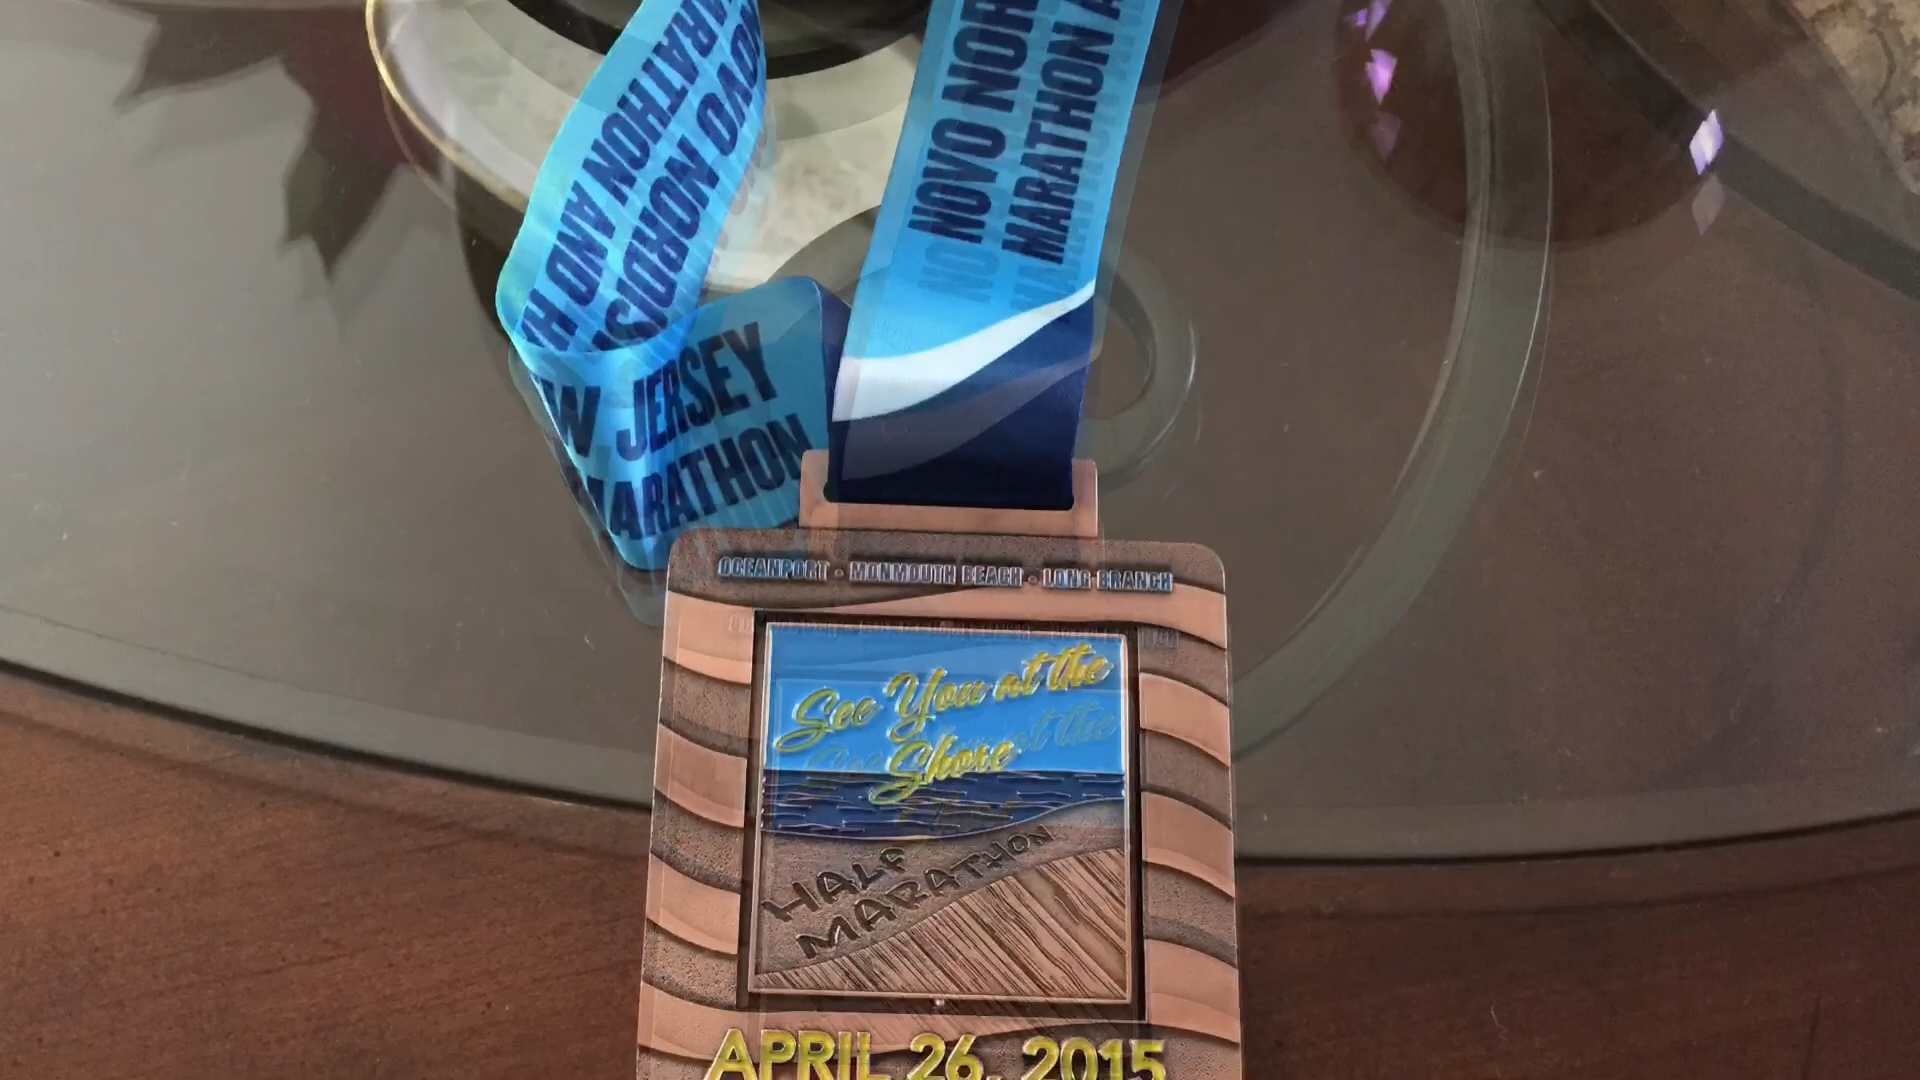 NOVO NORDISK
MARATHON AND H
NEW JERSEY
MARATHON
NOVO NOR
MARATHON A
OCEANPORT - MONMOUTH BEACH - LONG BRANCH
See You at the
Shore
HALF
MARATHON
APRIL 26, 2015